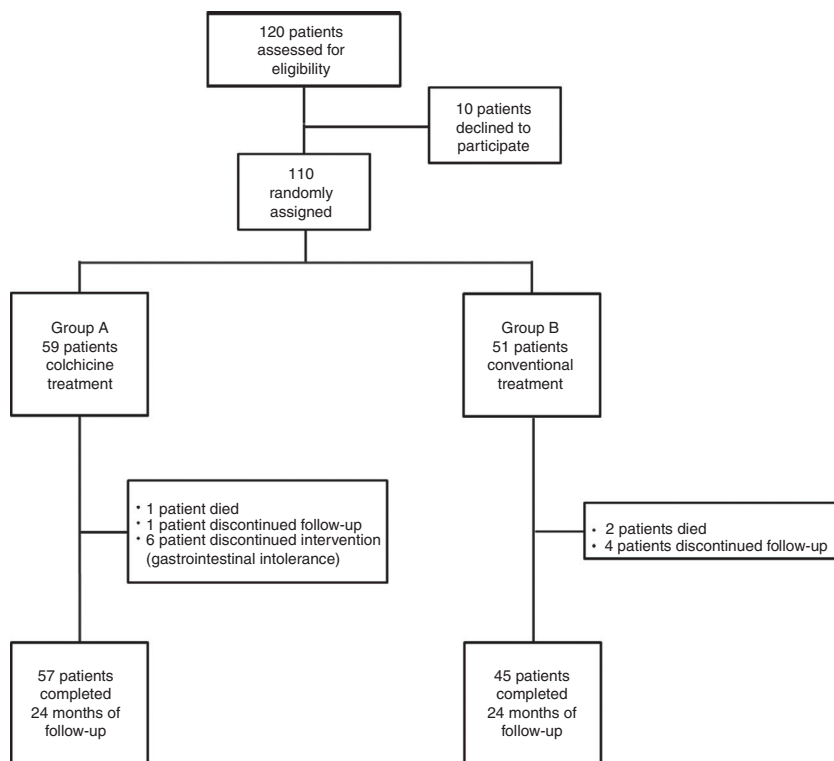 120 patients
assessed for
eligibility
10 patients
declined to
participate
110
randomly
assigned
Group A
59 patients
colchicine
treatment
Group B
51 patients
conventional
treatment
• 1 patient died
• 1 patient discontinued follow-up
• 6 patient discontinued intervention
(gastrointestinal intolerance)
• 2 patients died
• 4 patients discontinued follow-up
57 patients
completed
24 months of
follow-up
45 patients
completed
24 months of
follow-up